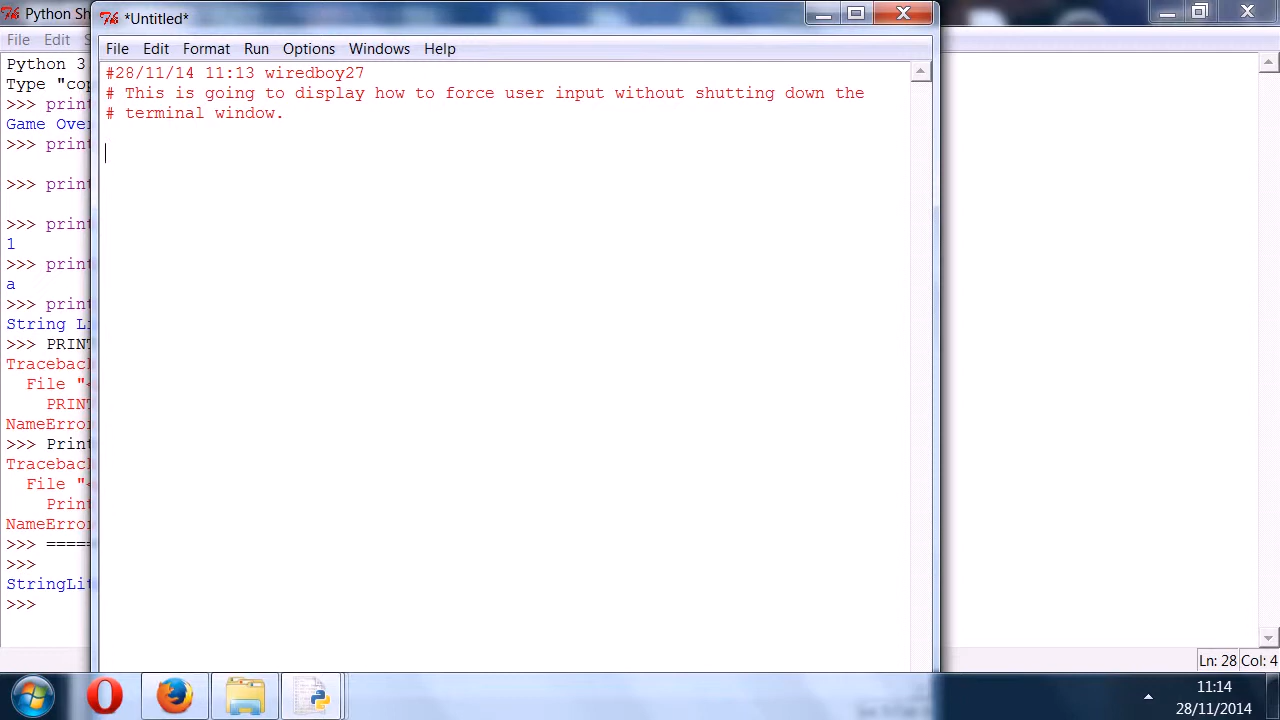 Python Sh
*Untitled*
File Edit S
File Edit Format Run Options Windows Help
Python 3
Type "cop
>>> print
Game Over
>>> print
>>> print
>>> print
1
>>> print
a
>>> print
String Li
>>> PRINT
Traceback
File "<
PRINT
NameError
>>> Print
Traceback
File "<
Print
NameError
>>> =====
>>>
StringLit
>>>
#28/11/14 11:13 wiredboy27
# This is going to display how to force user input without shutting down the
# terminal window.
Ln: 28 Col: 4
11:14
28/11/2014